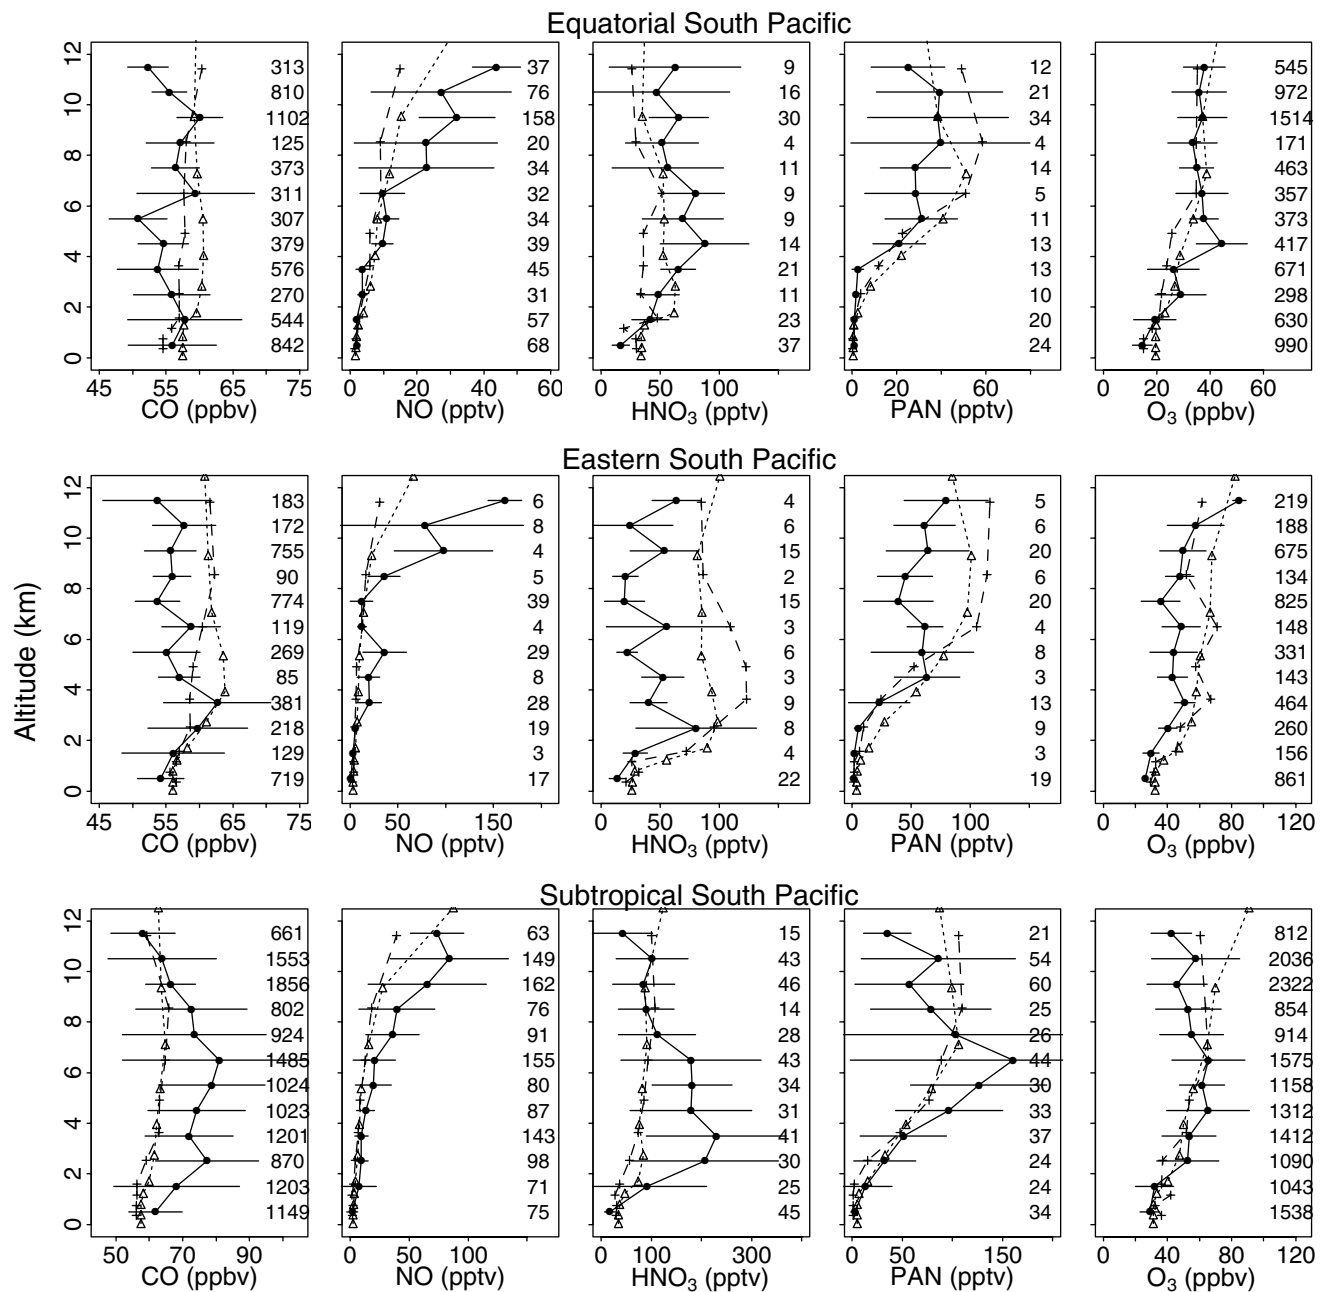 Equatorial South Pacific
12 10 8 6 4 2 0
313 810 1102 125 373 311 307 379 576 270 544 842
45 55 65 75
CO (ppbv)
37 76 158 20 34 32 34 39 45 31 57 68
0 20 40 60
NO (pptv)
9 16 30 4 11 9 9 14 21 11 23 37
0 50 100
HNO3 (pptv)
12 21 34 4 14 5 11 13 13 10 20 24
0 20 60
PAN (pptv)
545 972 1514 171 463 357 373 417 671 298 630 990
0 20 40 60
O3 (ppbv)
Altitude (km)
Eastern South Pacific
12 10 8 6 4 2 0
183 172 755 90 774 119 269 85 381 218 129 719
45 55 65 75
CO (ppbv)
6 8 4 5 39 4 29 8 28 19 3 17
0 50 150
NO (pptv)
4 6 15 2 15 3 6 3 9 8 4 22
0 50 100
HNO3 (pptv)
5 6 20 6 20 4 8 3 13 9 3 19
0 50 100
PAN (pptv)
219 188 675 134 825 148 331 143 464 260 156 861
0 40 80 120
O3 (ppbv)
Subtropical South Pacific
12 10 8 6 4 2 0
661 1553 1856 802 924 1485 1024 1023 1201 870 1203 1149
50 70 90
CO (ppbv)
63 149 162 76 91 155 80 87 143 98 71 75
0 50 100
NO (pptv)
15 43 46 14 28 43 34 31 41 30 25 45
0 100 300
HNO3 (pptv)
21 54 60 25 26 44 30 33 37 24 24 34
0 50 150
PAN (pptv)
812 2036 2322 854 914 1575 1158 1312 1412 1090 1043 1538
0 40 80 120
O3 (ppbv)